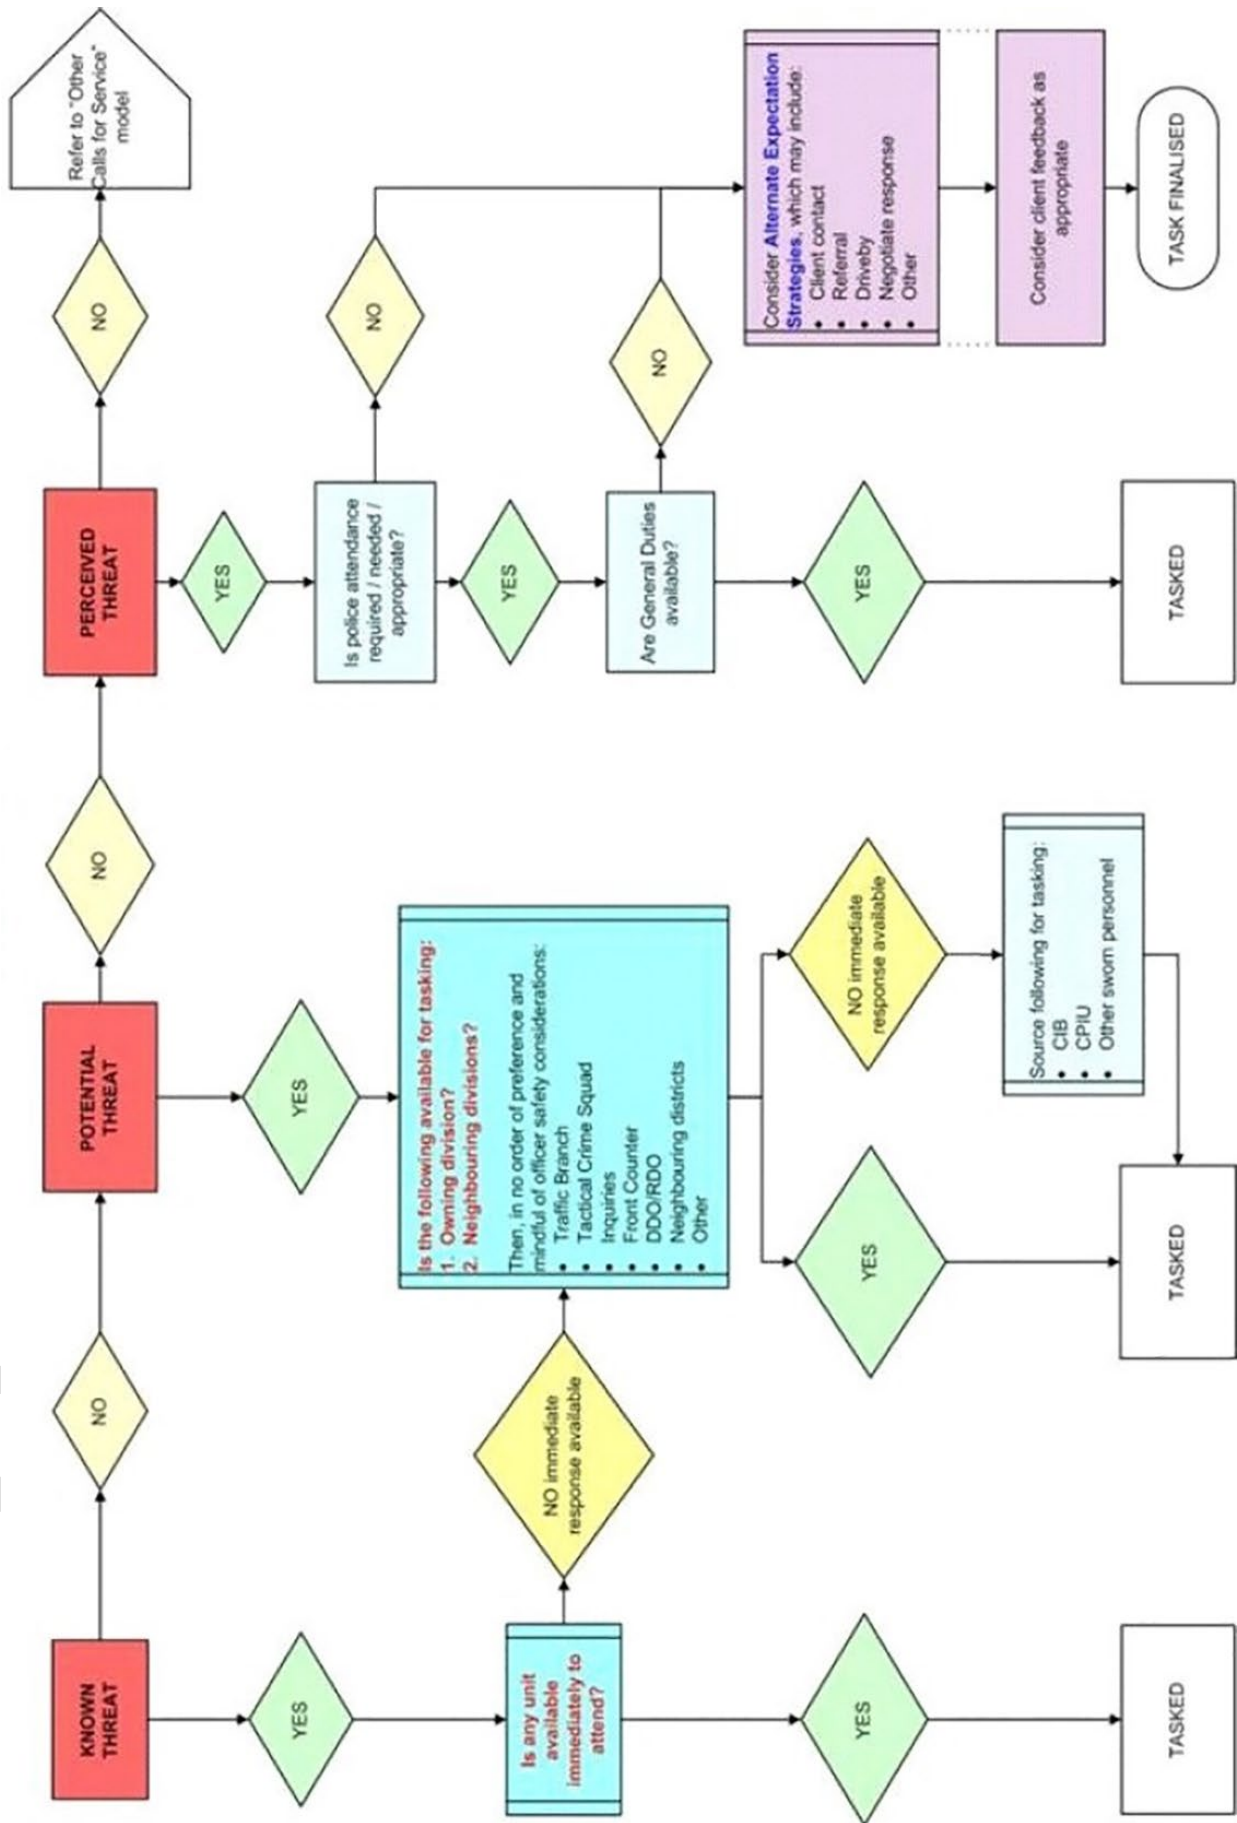 KNOWN
THREAT
NO
POTENTIAL
THREAT
NO
PERCEIVED
THREAT
NO
Refer to "Other
Calls for Service"
model
YES
YES
YES
Is police attendance
required / needed /
appropriate?
NO
Is any unit
available
immediately to
attend?
NO immediate
response available
Is the following available for tasking:
1. Owning division?
2. Neighbouring divisions?
Then, in no order of preference and
mindful of officer safety considerations:
• Traffic Branch
• Tactical Crime Squad
• Inquiries
• Front Counter
• DDO/RDO
• Neighbouring districts
• Other
YES
Are General Duties
available?
NO
Consider Alternate Expectation
Strategies, which may include:
• Client contact
• Referral
• Driveby
• Negotiate response
• Other
YES
YES
NO immediate
response available
YES
Source following for tasking:
• CIB
• CPIU
• Other sworn personnel
Consider client feedback as
appropriate
TASKED
TASKED
TASKED
TASK FINALISED